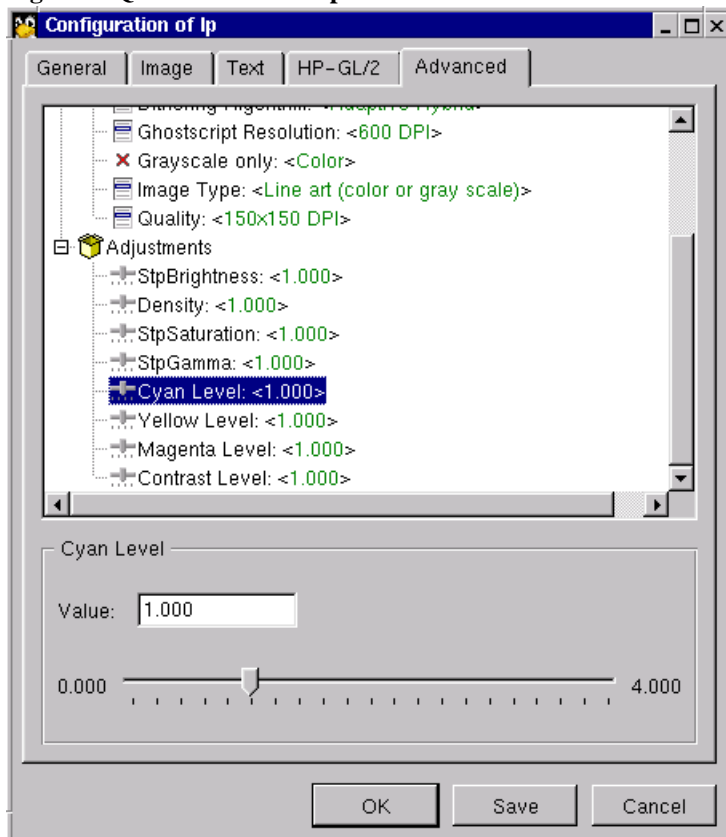 Configuration of lp
General Image Text HP-GL/2 Advanced
Ghostscript Resolution: <600 DPI>
Grayscale only: <Color>
Image Type: <Line art (color or gray scale)>
Quality: <150x150 DPI>
Adjustments
StpBrightness: <1.000>
Density: <1.000>
StpSaturation: <1.000>
StpGamma: <1.000>
Cyan Level: <1.000>
Yellow Level: <1.000>
Magenta Level: <1.000>
Contrast Level: <1.000>
Cyan Level
Value: 1.000
0.000 4.000
OK Save Cancel